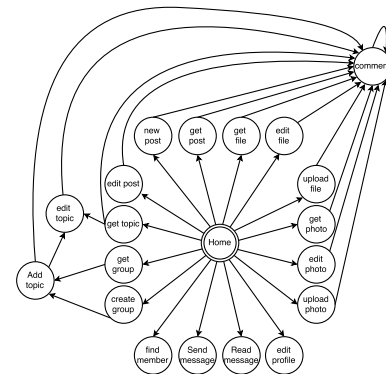 commen
new
post
get
post
get
file
edit
file
edit post
upload
file
edit
topic
get topic
get
photo
Home
get
group
edit
photo
Add
topic
create
group
upload
photo
find
member
Send
message
Read
message
edit
profile